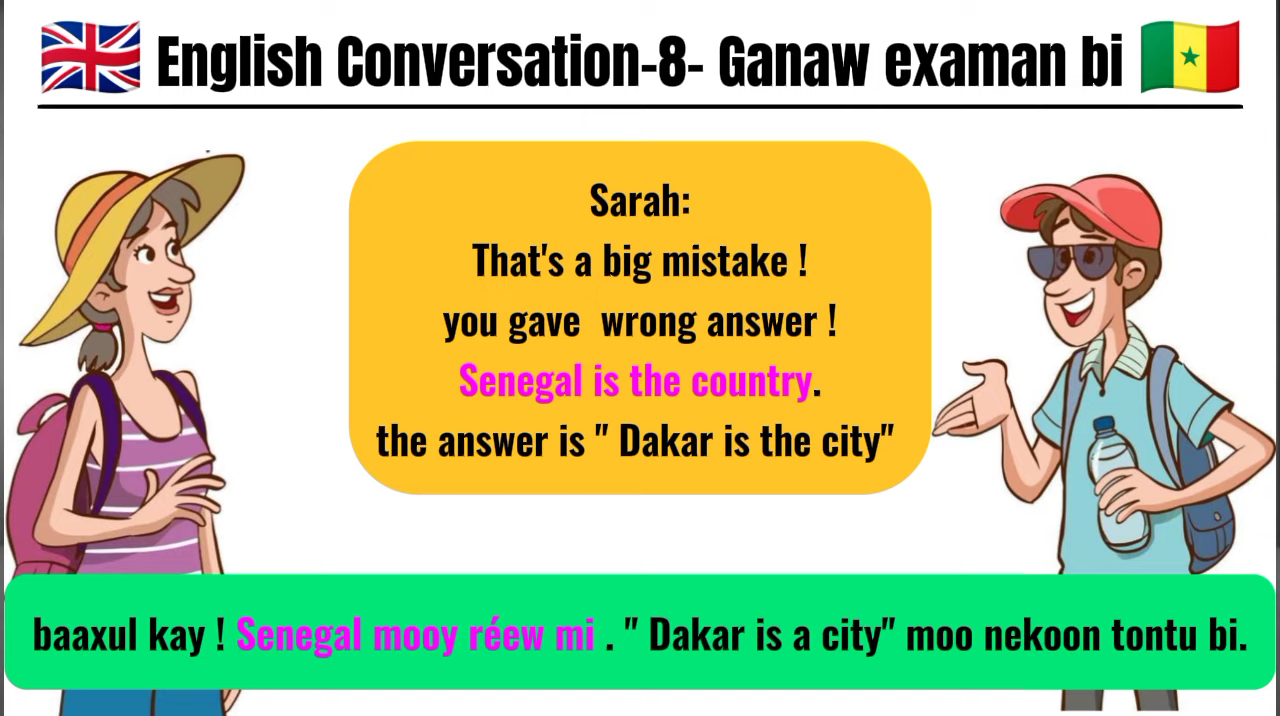 English Conversation-8- Ganaw examan bi
Sarah:
That's a big mistake !
you gave  wrong answer !
Senegal is the country.
the answer is " Dakar is the city"
baaxul kay ! Senegal mooy réew mi . " Dakar is a city" moo nekoon tontu bi.